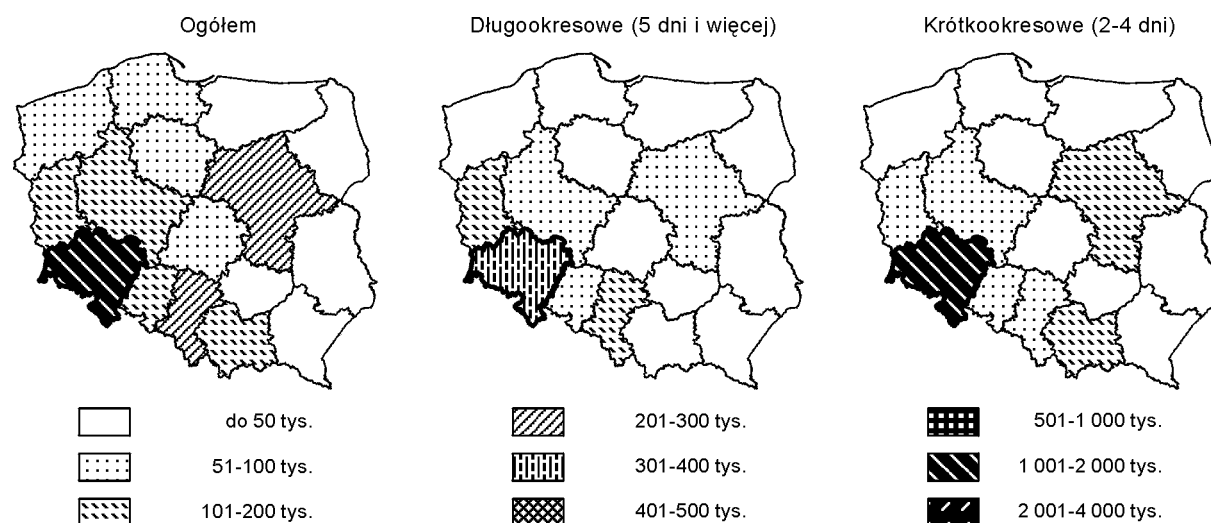 Ogółem
Długookresowe (5 dni i więcej)
Krótkookresowe (2-4 dni)
do 50 tys.
201-300 tys.
501-1 000 tys.
51-100 tys.
301-400 tys.
1 001-2 000 tys.
101-200 tys.
401-500 tys.
2 001-4 000 tys.